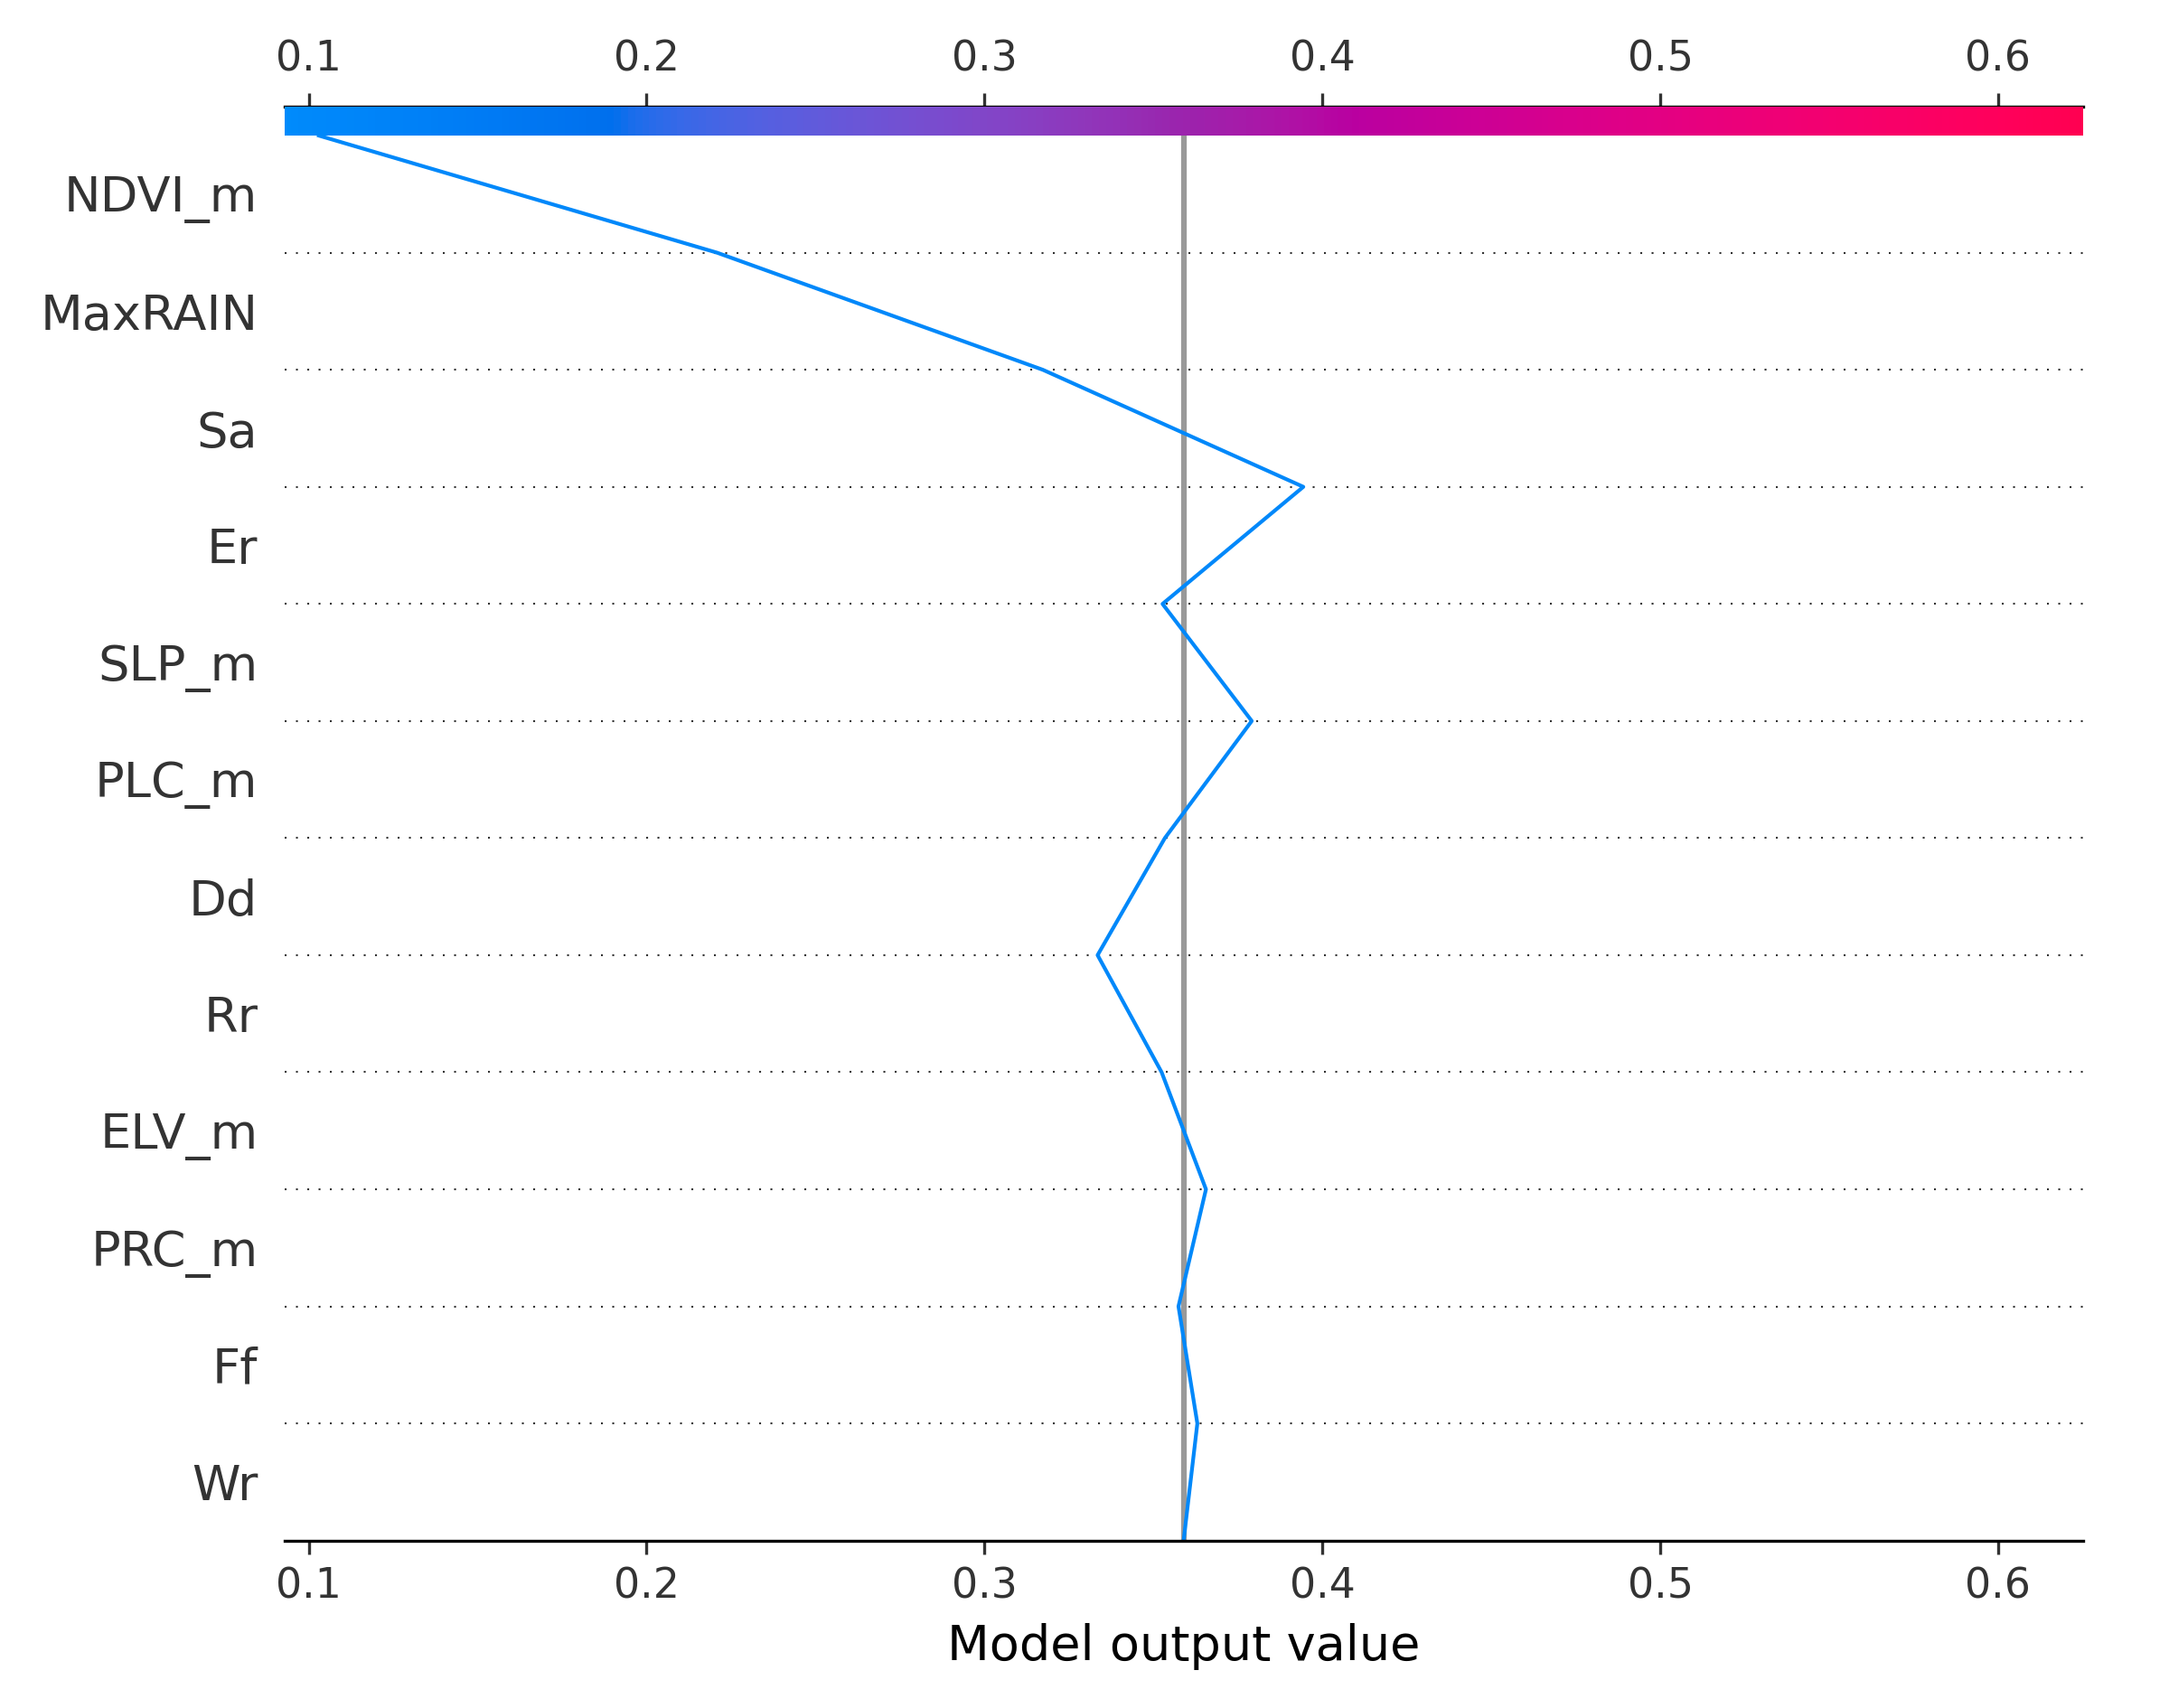 0.1 0.2 0.3 0.4 0.5 0.6
NDVI_m
MaxRAIN
Sa
Er
SLP_m
PLC_m
Dd
Rr
ELV_m
PRC_m
Ff
Wr
0.1 0.2 0.3 0.4 0.5 0.6
Model output value